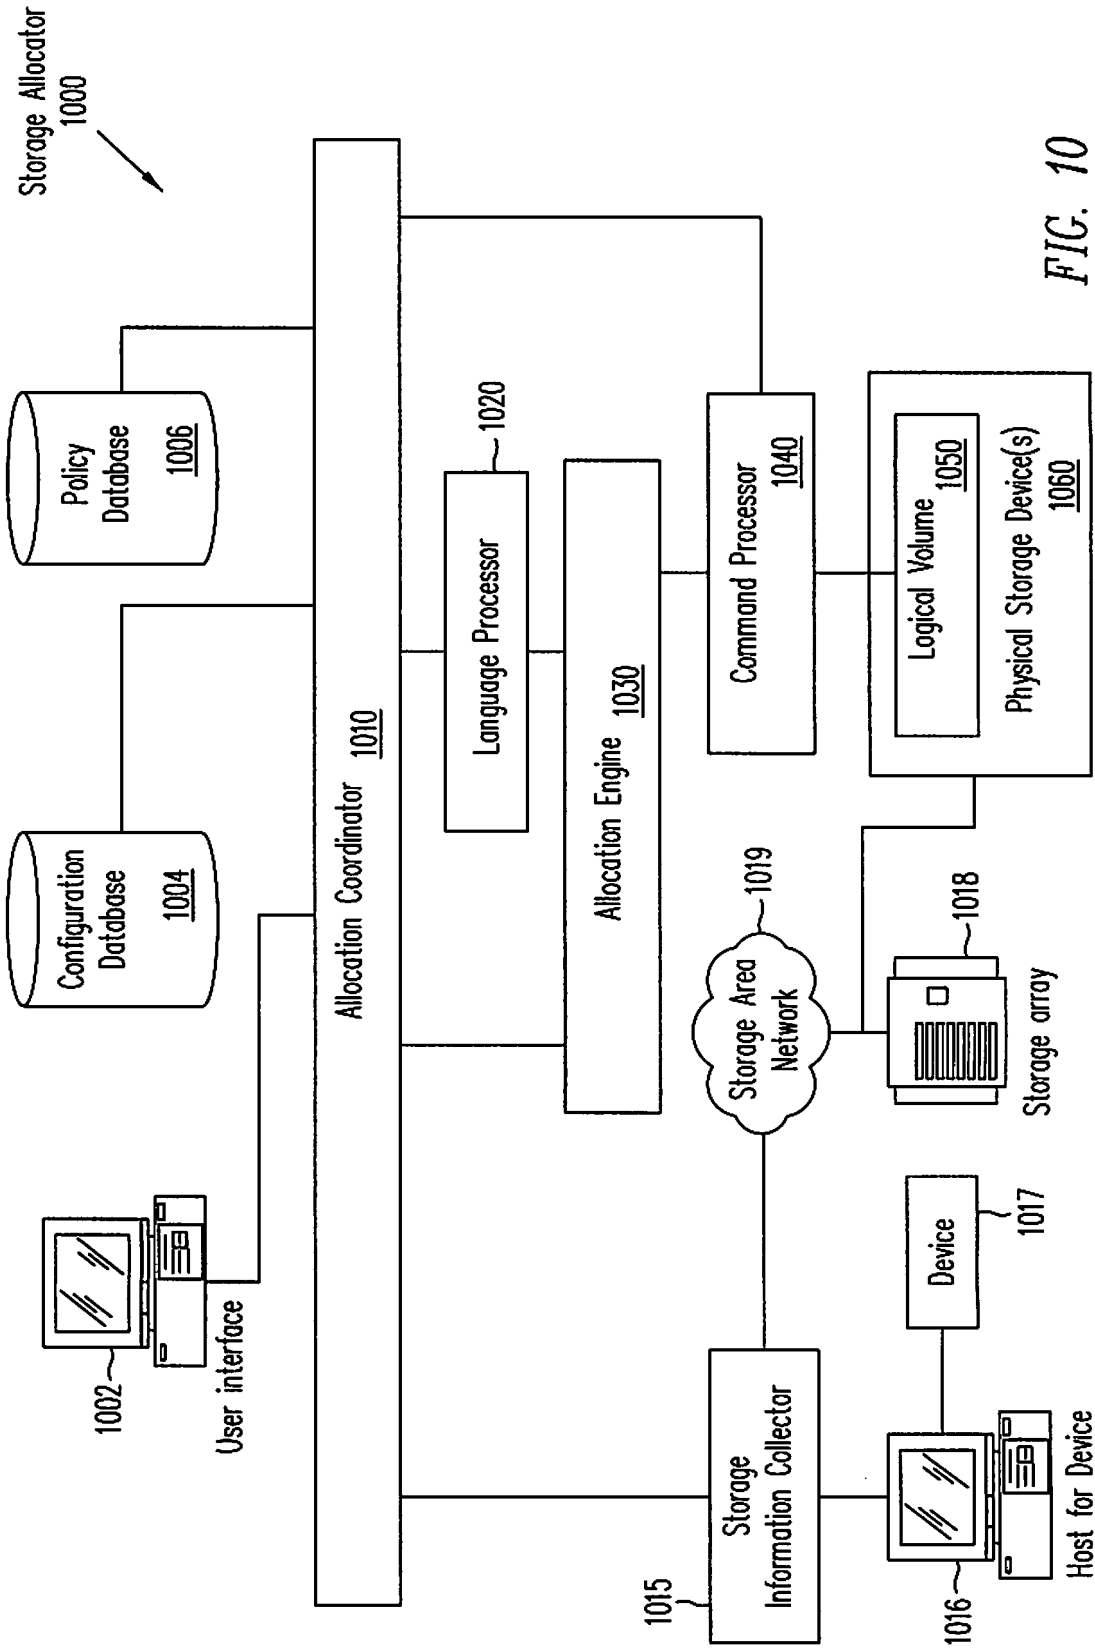 Storage Allocator
1000
User interface
1002
Configuration
Database
1004
Policy
Database
1006
Allocation Coordinator
1010
Language Processor
1020
Allocation Engine
1030
Storage
Information Collector
1015
Storage Area
Network
1019
Command Processor
1040
Host for Device
1016
Device
1017
Storage array
1018
Logical Volume
1050
Physical Storage Device(s)
1060
FIG. 10